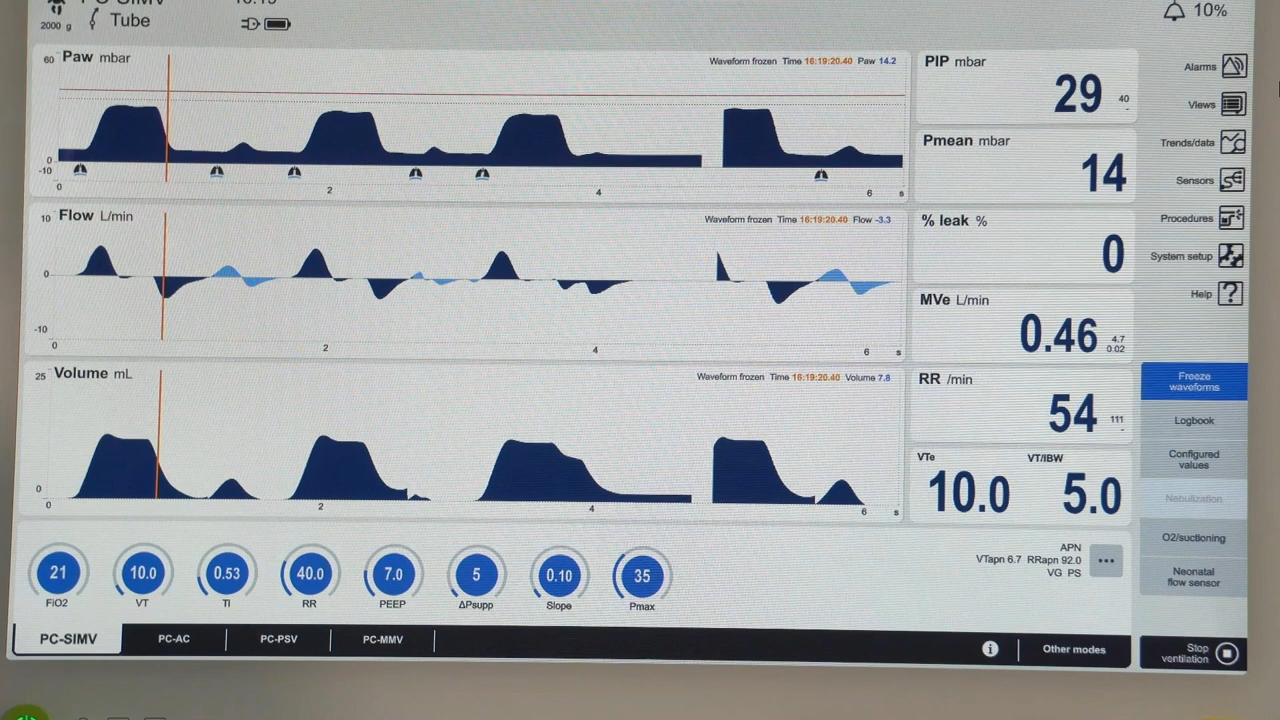 2000 g
Tube
10%
60 Paw mbar
Waveform frozen Time 16:19:20.40 Paw 14.2
0
-10
0 2 4 6 s
10 Flow L/min
Waveform frozen Time 16:19:20.40 Flow -3.3
0
-10
0 2 4 6 s
25 Volume mL
Waveform frozen Time 16:19:20.40 Volume 7.8
0
0 2 4 6 s
PIP mbar
29 40
-
Pmean mbar
14
% leak %
0
MVe L/min
0.46 4.7
0.02
RR /min
54 111
-
VTe VT/IBW
10.0 5.0
Alarms
Views
Trends/data
Sensors
Procedures
System setup
Help ?
Freeze
waveforms
Logbook
Configured
values
Nebulization
O2/suctioning
Neonatal
flow sensor
21 10.0 0.53 40.0 7.0 5 0.10 35
FiO2 VT TI RR PEEP ΔPsupp Slope Pmax
APN
VTapn 6.7 RRapn 92.0
VG PS
PC-SIMV PC-AC PC-PSV PC-MMV
i Other modes
Stop
ventilation